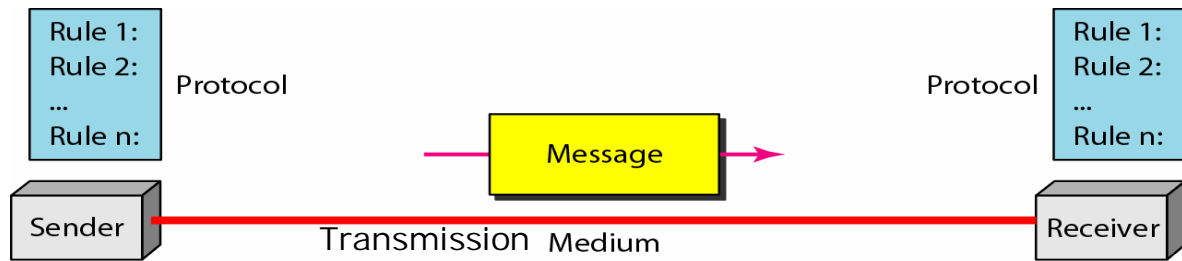 Rule 1:
Rule 2:
...
Rule n:
Protocol
Message
Protocol
Rule 1:
Rule 2:
...
Rule n:
Sender
Transmission Medium
Receiver